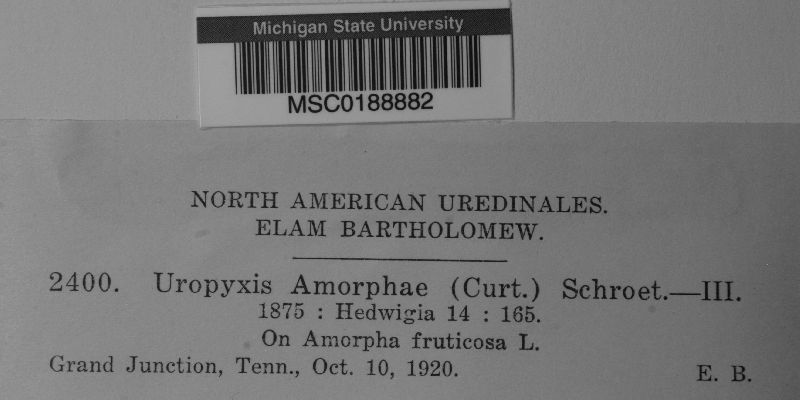 Michigan State University
MSC0188882
NORTH AMERICAN UREDINALES.
ELAM BARTHOLOMEW.
2400. Uropyxis Amorphae (Curt.) Schroet.—III.
1875 : Hedwigia 14 : 165.
On Amorpha fruticosa L.
Grand Junction, Tenn., Oct. 10, 1920. E. B.